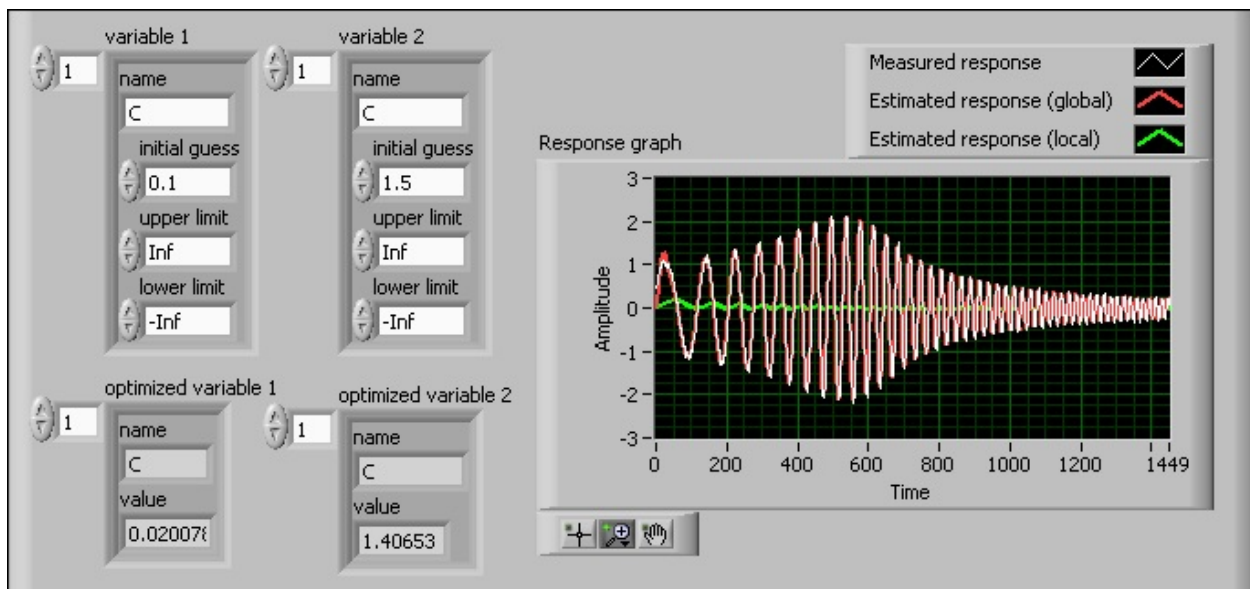 variable 1
1
name
C
initial guess
0.1
upper limit
Inf
lower limit
-Inf
variable 2
1
name
C
initial guess
1.5
upper limit
Inf
lower limit
-Inf
optimized variable 1
1
name
C
value
optimized variable 2
1
name
C
value
1.40653
Measured response
Estimated response (global)
Estimated response (local)
Response graph
Amplitude
3
2
1
0
-1
-2
-3
0 200 400 600 800 1000 1200 1449
Time